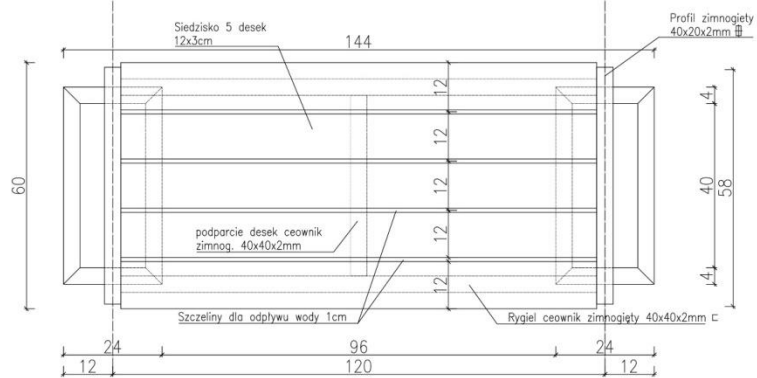 Siedzisko 5 desek
12x3cm
Profil zimnogięty
40x20x2mm
144
12
4
12
60
12
40
58
podparcie desek ceownik
zimnog. 40x40x2mm
12
12
4
Szczeliny dla odpływu wody 1cm
Rygiel ceownik zimnogięty 40x40x2mm
24
96
24
12
120
12